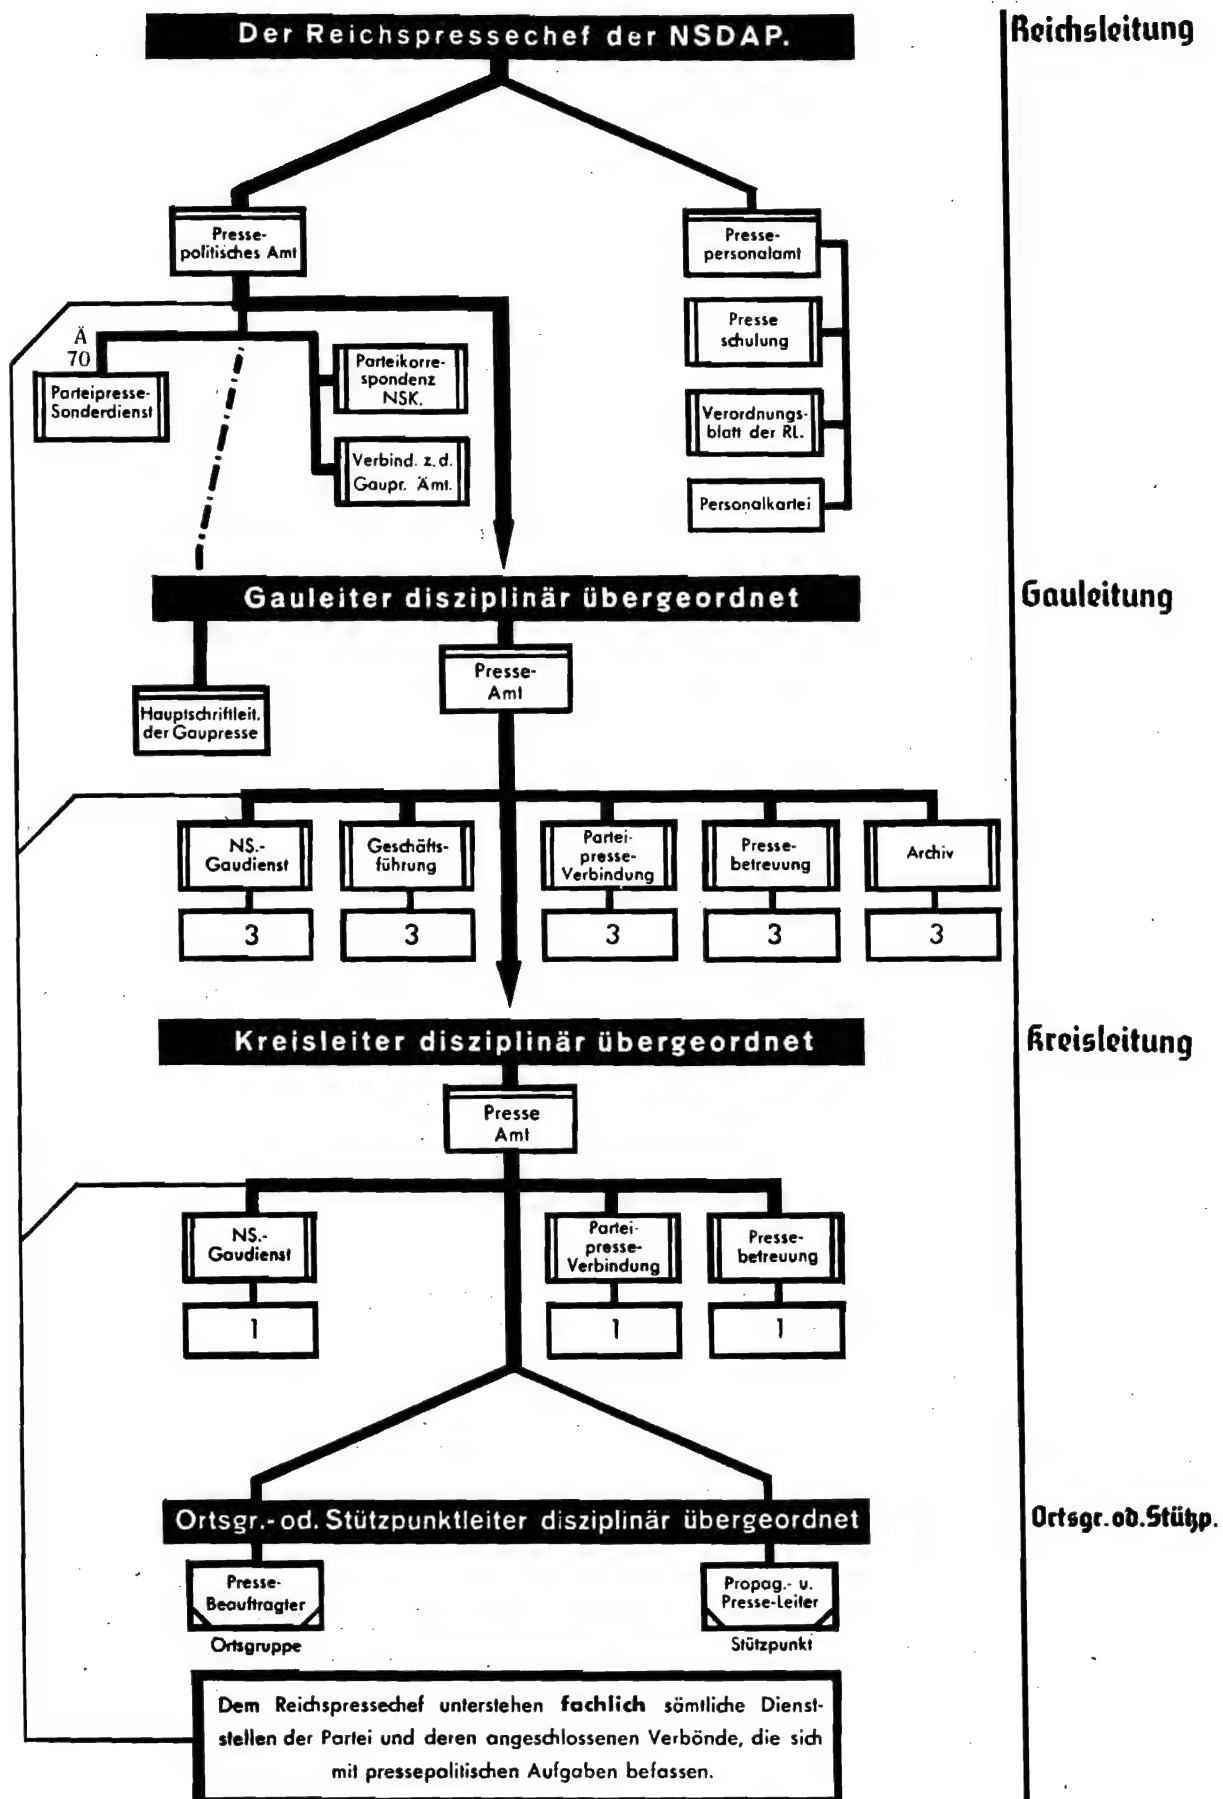 Der Reichspressechef der NSDAP.
Reichsleitung
Presse-
politisches Amt
Presse-
personalamt
Ä
70
Parteipresse-
Sonderdienst
Parteikorre-
spondenz
NSK.
Verbind. z. d.
Gaupr. Ämt.
Presse
schulung
Verordnungs-
blatt der RL.
Personalkartei
Gauleiter disziplinär übergeordnet
Gauleitung
Presse-
Amt
Hauptschriftleit.
der Gaupresse
NS.-
Gaudienst
Geschäfts-
führung
Partei-
presse-
Verbindung
Presse-
betreuung
Archiv
3
3
3
3
3
Kreisleiter disziplinär übergeordnet
Kreisleitung
Presse
Amt
NS.-
Gaudienst
Partei-
presse-
Verbindung
Presse-
betreuung
1
1
1
Ortsgr.- od. Stützpunktleiter disziplinär übergeordnet
Ortsgr. od. Stützp.
Presse-
Beauftragter
Ortsgruppe
Propag.- u.
Presse-Leiter
Stützpunkt
Dem Reichspressechef unterstehen fachlich sämtliche Dienst-
stellen der Partei und deren angeschlossenen Verbände, die sich
mit pressepolitischen Aufgaben befassen.